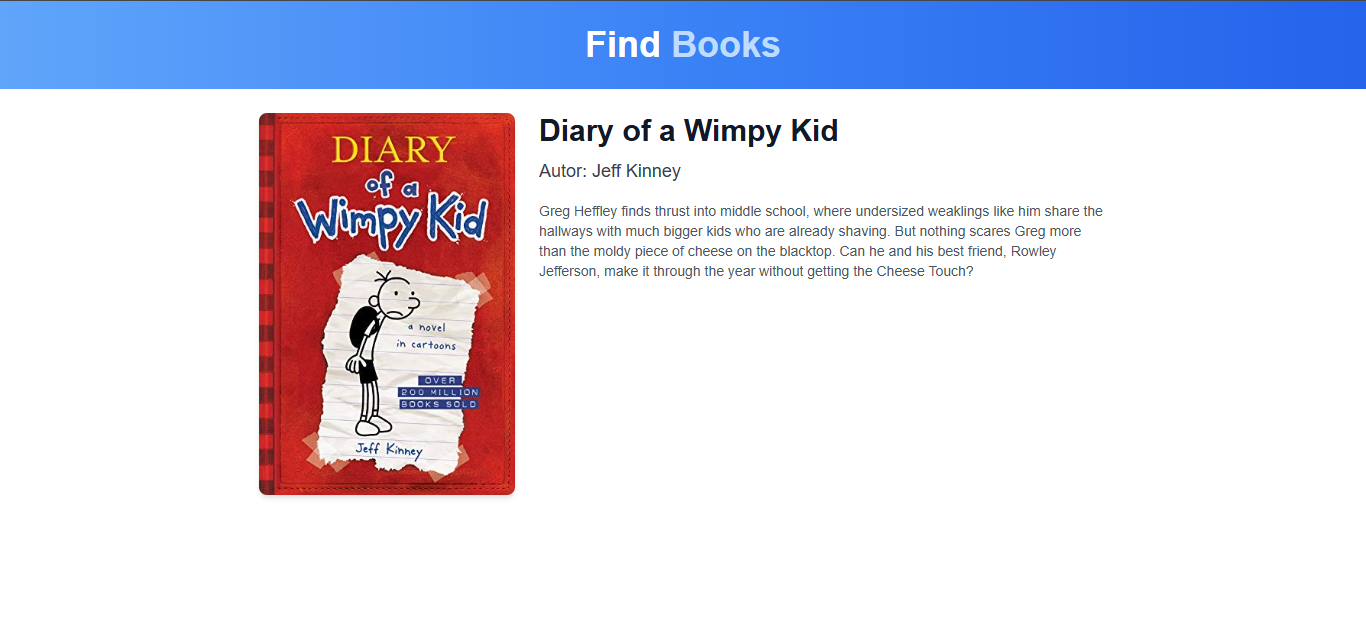 Find Books
DIARY
of a
Wimpy Kid
a novel
in cartoons
OVER
200 MILLION
BOOKS SOLD
Jeff Kinney
Diary of a Wimpy Kid
Autor: Jeff Kinney
Greg Heffley finds thrust into middle school, where undersized weaklings like him share the
hallways with much bigger kids who are already shaving. But nothing scares Greg more
than the moldy piece of cheese on the blacktop. Can he and his best friend, Rowley
Jefferson, make it through the year without getting the Cheese Touch?